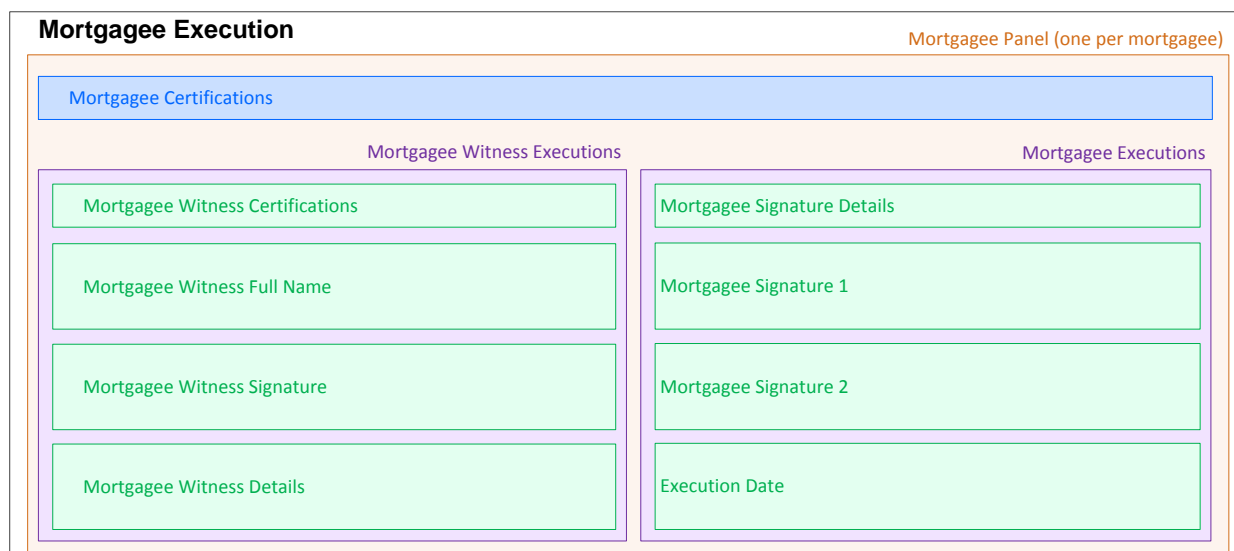 Mortgagee Execution
Mortgagee Panel (one per mortgagee)
Mortgagee Certifications
Mortgagee Witness Executions
Mortgagee Witness Certifications
Mortgagee Witness Full Name
Mortgagee Witness Signature
Mortgagee Witness Details
Mortgagee Executions
Mortgagee Signature Details
Mortgagee Signature 1
Mortgagee Signature 2
Execution Date